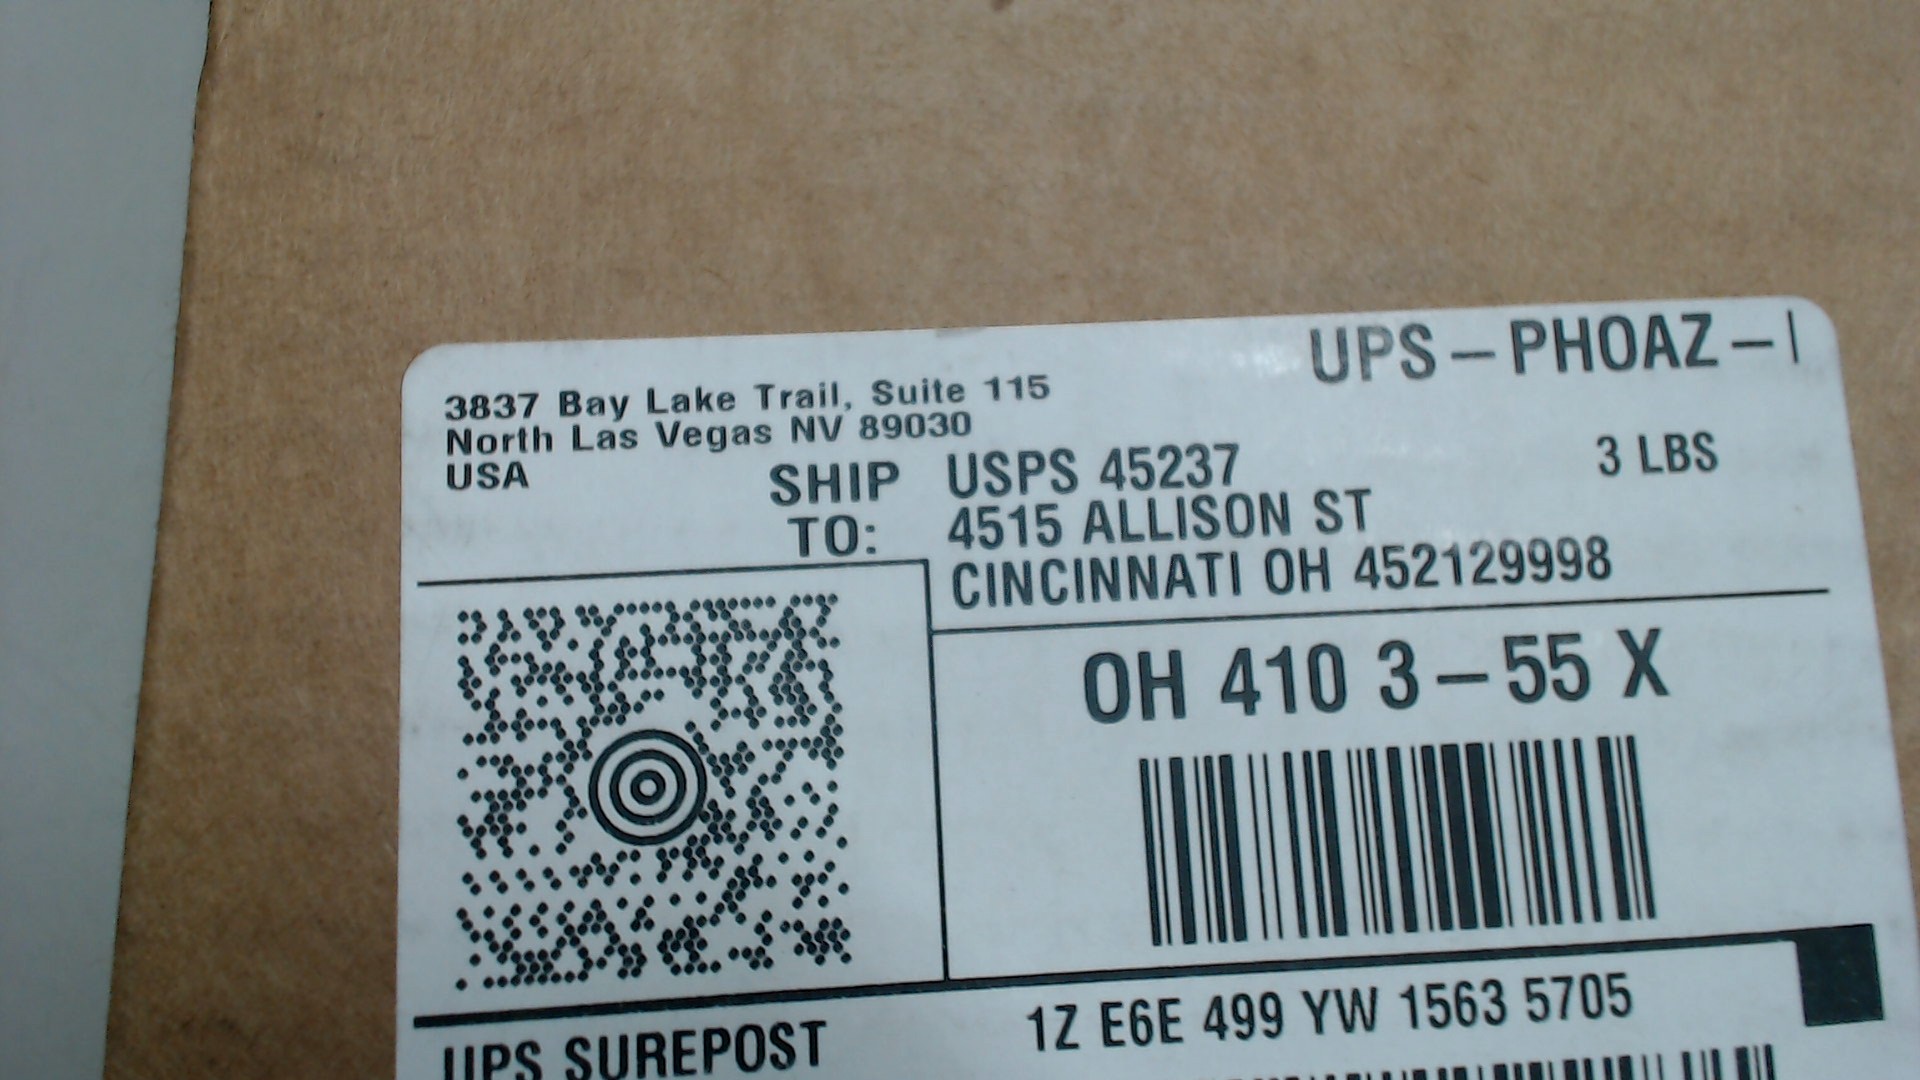 UPS – PHOAZ – I
3837 Bay Lake Trail, Suite 115
North Las Vegas NV 89030
USA
3 LBS
SHIP TO:
USPS 45237
4515 ALLISON ST
CINCINNATI OH 452129998
OH 410 3 – 55 X
UPS SUREPOST
1Z E6E 499 YW 1563 5705